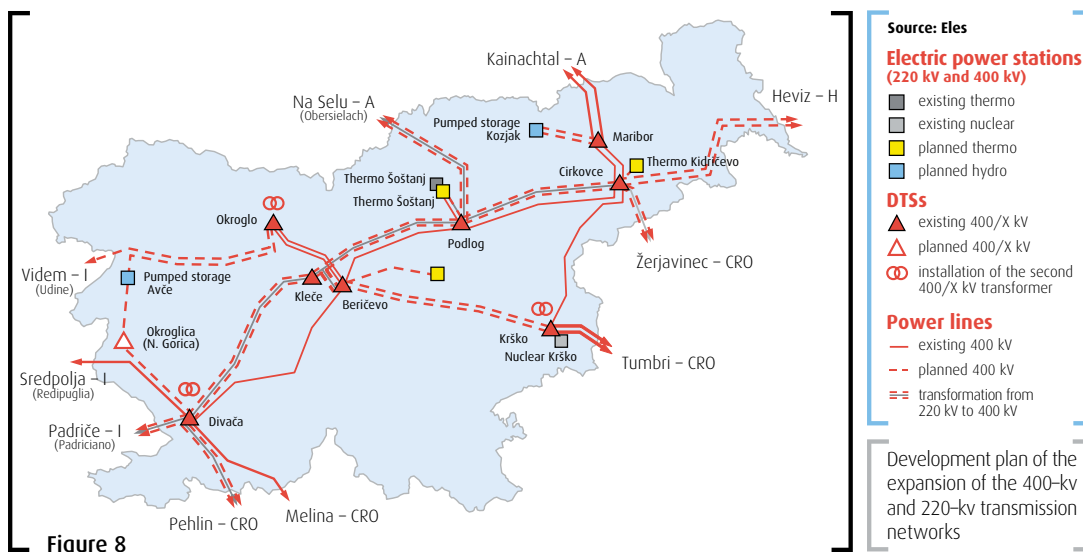 Kainachtal – A
Na Selu – A
(Obersielach)
Heviz – H
Pumped storage
Kozjak
Maribor
Thermo Kidričevo
Cirkovce
Thermo Šoštanj
Thermo Šoštanj
Okroglo
Podlog
Žerjavinec – CRO
Videm – I
(Udine)
Pumped storage
Avče
Kleče
Beričevo
Okroglica
(N. Gorica)
Krško
Nuclear Krško
Tumbri – CRO
Sredpolja – I
(Redipuglia)
Divača
Padriče – I
(Padriciano)
Pehlin – CRO
Melina – CRO
Figure 8
Source: Eles
Electric power stations
(220 kV and 400 kV)
existing thermo
existing nuclear
planned thermo
planned hydro
DTSs
existing 400/X kV
planned 400/X kV
installation of the second
400/X kV transformer
Power lines
existing 400 kV
planned 400 kV
transformation from
220 kV to 400 kV
Development plan of the
expansion of the 400–kv
and 220–kv transmission
networks